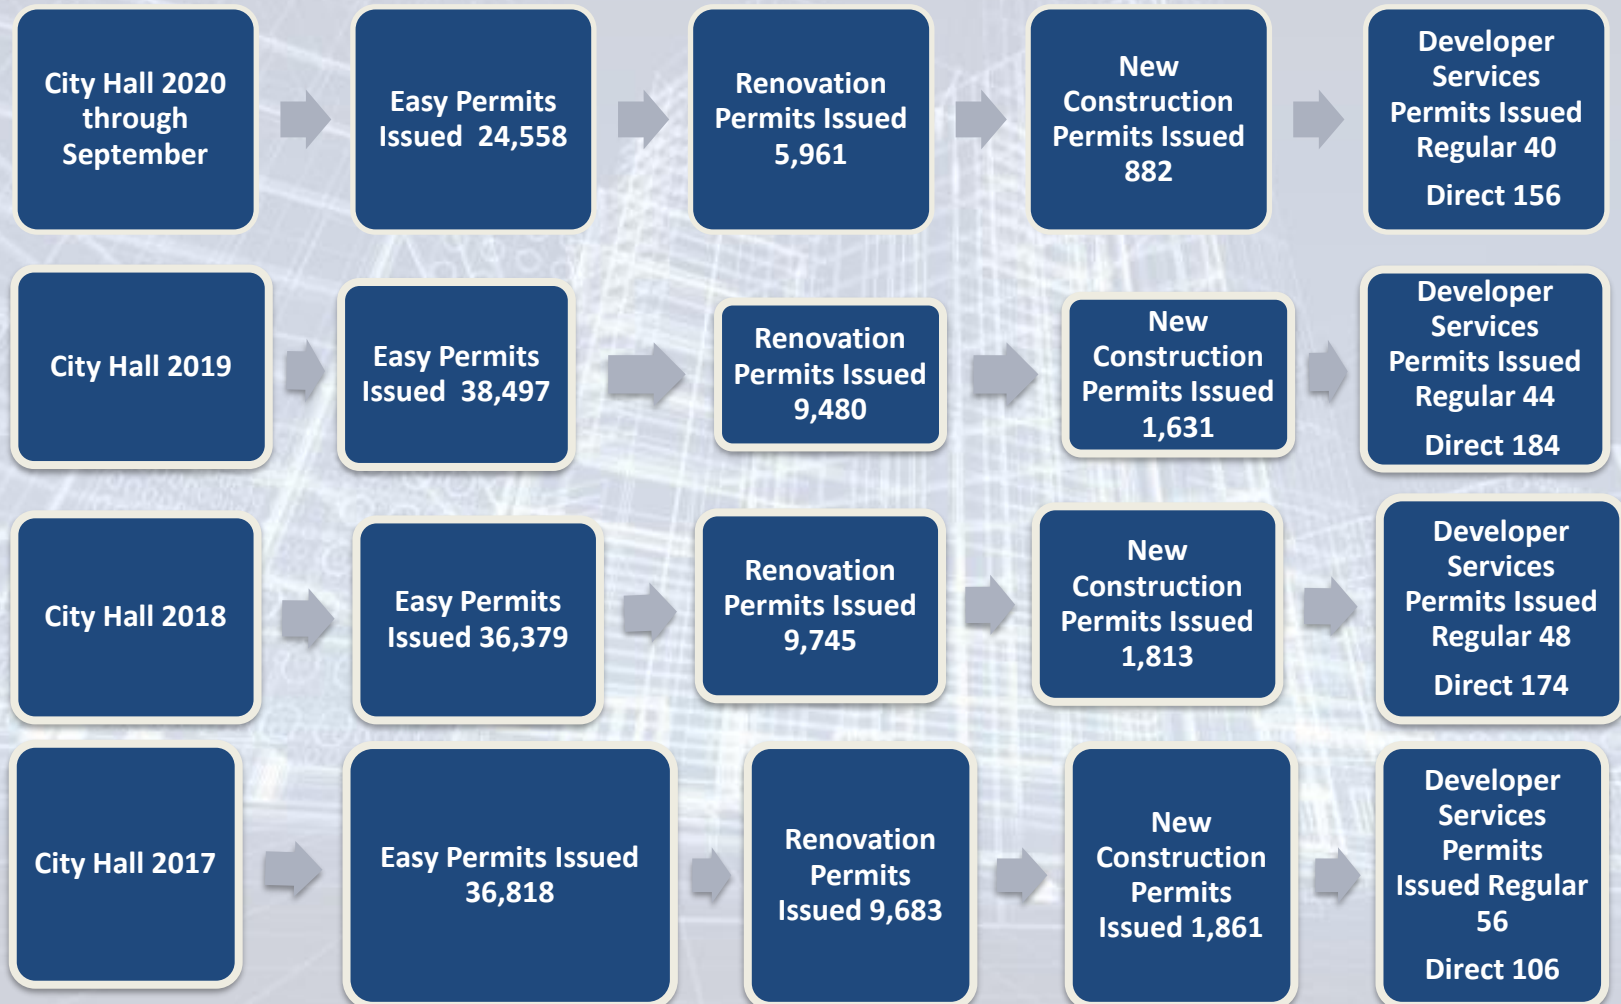 City Hall 2020
through
September
Easy Permits
Issued 24,558
Renovation
Permits Issued
5,961
New
Construction
Permits Issued
882
Developer
Services
Permits Issued
Regular 40
Direct 156
City Hall 2019
Easy Permits
Issued 38,497
Renovation
Permits Issued
9,480
New
Construction
Permits Issued
1,631
Developer
Services
Permits Issued
Regular 44
Direct 184
City Hall 2018
Easy Permits
Issued 36,379
Renovation
Permits Issued
9,745
New
Construction
Permits Issued
1,813
Developer
Services
Permits Issued
Regular 48
Direct 174
City Hall 2017
Easy Permits Issued
36,818
Renovation
Permits
Issued 9,683
New
Construction
Permits
Issued 1,861
Developer
Services
Permits
Issued Regular
56
Direct 106